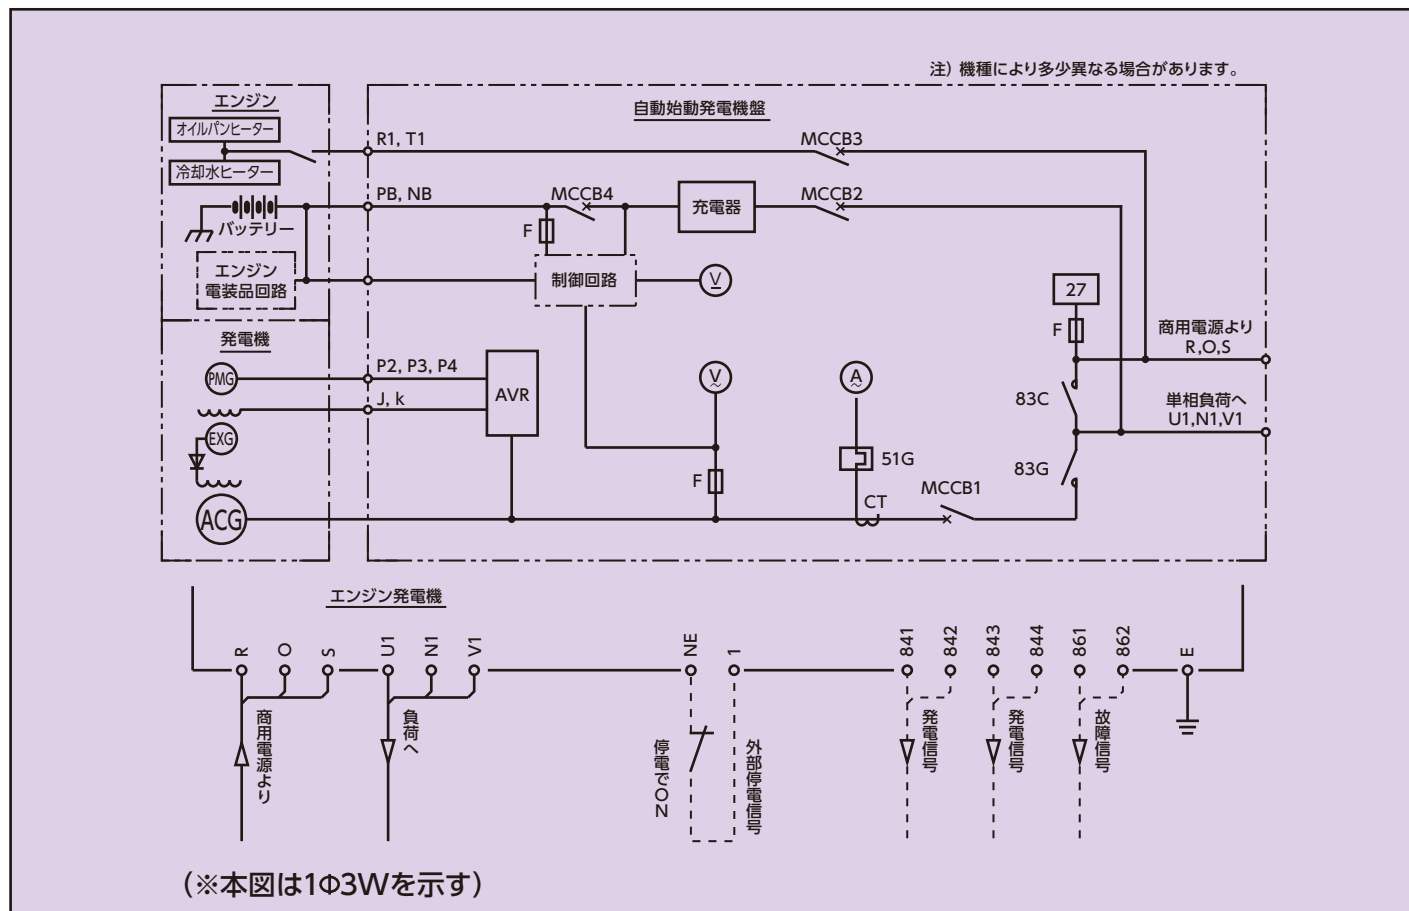 注) 機種により多少異なる場合があります。
エンジン
オイルパンヒーター
冷却水ヒーター
自動始動発電機盤
R1, T1
MCCB3
PB, NB
MCCB4
充電器
MCCB2
バッテリー
F
エンジン
電装品回路
制御回路
V
27
F
商用電源より
R,O,S
発電機
PMG
P2, P3, P4
AVR
V
A
83C
J, k
単相負荷へ
U1,N1,V1
EXG
51G
83G
F
MCCB1
CT
ACG
エンジン発電機
R
O
S
U1
N1
V1
NE
1
841
842
843
844
861
862
E
商用電源より
負荷へ
停電でON
外部停電信号
発電信号
発電信号
故障信号
(※本図は1Φ3Wを示す)